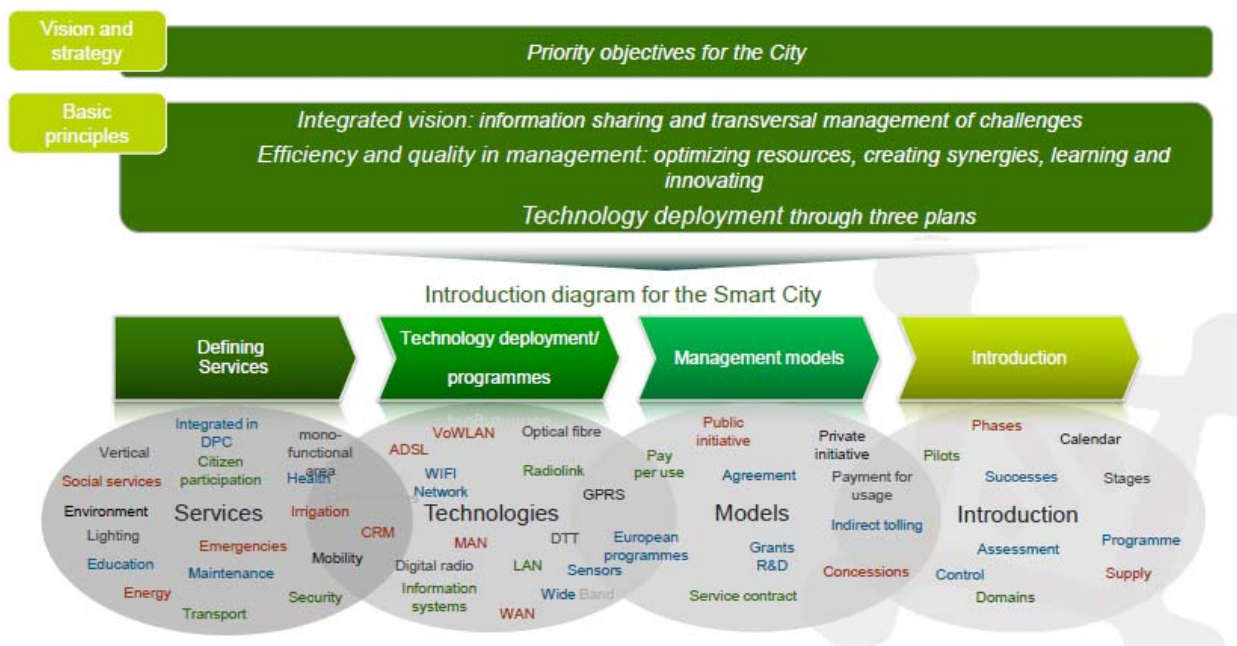 Vision and
strategy
Priority objectives for the City
Basic
principles
Integrated vision: information sharing and transversal management of challenges
Efficiency and quality in management: optimizing resources, creating synergies, learning and
innovating
Technology deployment through three plans
Introduction diagram for the Smart City
Defining
Services
Technology deployment/
programmes
Management models
Introduction
Vertical
Integrated in
DPC
mono-
functional
area
Citizen
participation
Health
Social services
Environment
Services
Irrigation
Lighting
Emergencies
CRM
Mobility
Education
Maintenance
Energy
Security
Transport
VoWLAN
Optical fibre
ADSL
WIFI
Network
Radiolink
GPRS
Technologies
MAN
DTT
Digital radio
LAN
Sensors
Information
systems
Wide Band
WAN
European
programmes
Public
initiative
Private
initiative
Pay
per use
Agreement
Payment for
usage
Models
Indirect tolling
Grants
R&D
Concessions
Service contract
Phases
Calendar
Pilots
Successes
Stages
Introduction
Assessment
Programme
Control
Supply
Domains